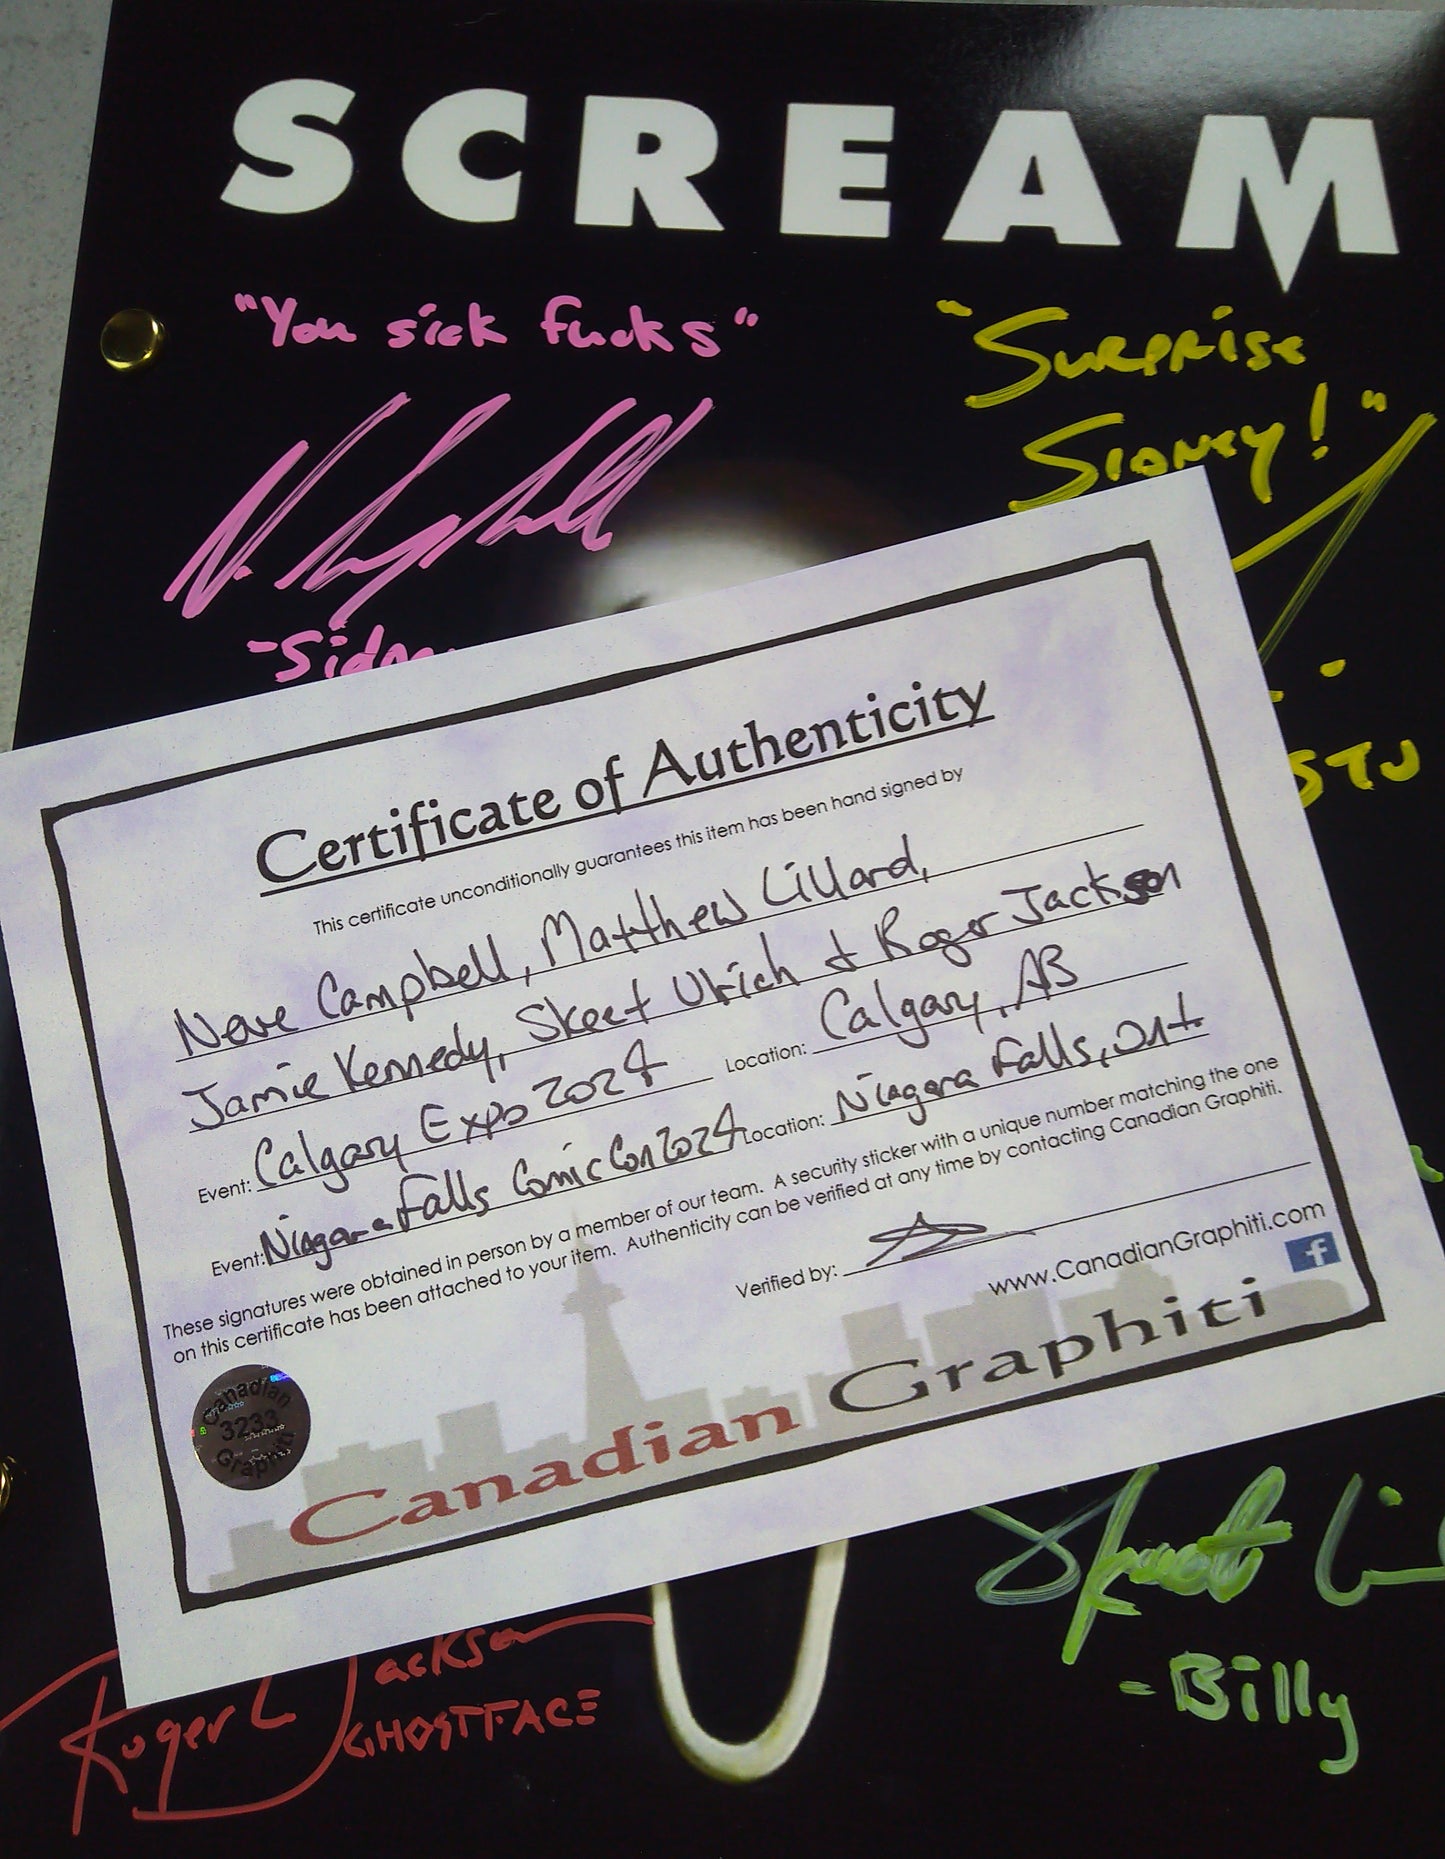 SCREAM
"You sick fucks"
"SURPRISE
SIDNEY!"
N. Campbell
-Sidne
STU
Certificate of Authenticity
This certificate unconditionally guarantees this item has been hand signed by
Neve Campbell, Matthew Lillard,
Jamie Kennedy, Skeet Ulrich & Roger Jackson
Event: Calgary Expo 2024 Location: Calgary, AB
Event: Niagara Falls Comic Con 2024 Location: Niagara Falls, Ont.
These signatures were obtained in person by a member of our team. A security sticker with a unique number matching the one
on this certificate has been attached to your item. Authenticity can be verified at any time by contacting Canadian Graphiti.
Verified by:
www.CanadianGraphiti.com
f
Canadian
3233
Graphiti
Canadian Graphiti
Skeet
-Billy
Roger L Jackson
GHOSTFACE